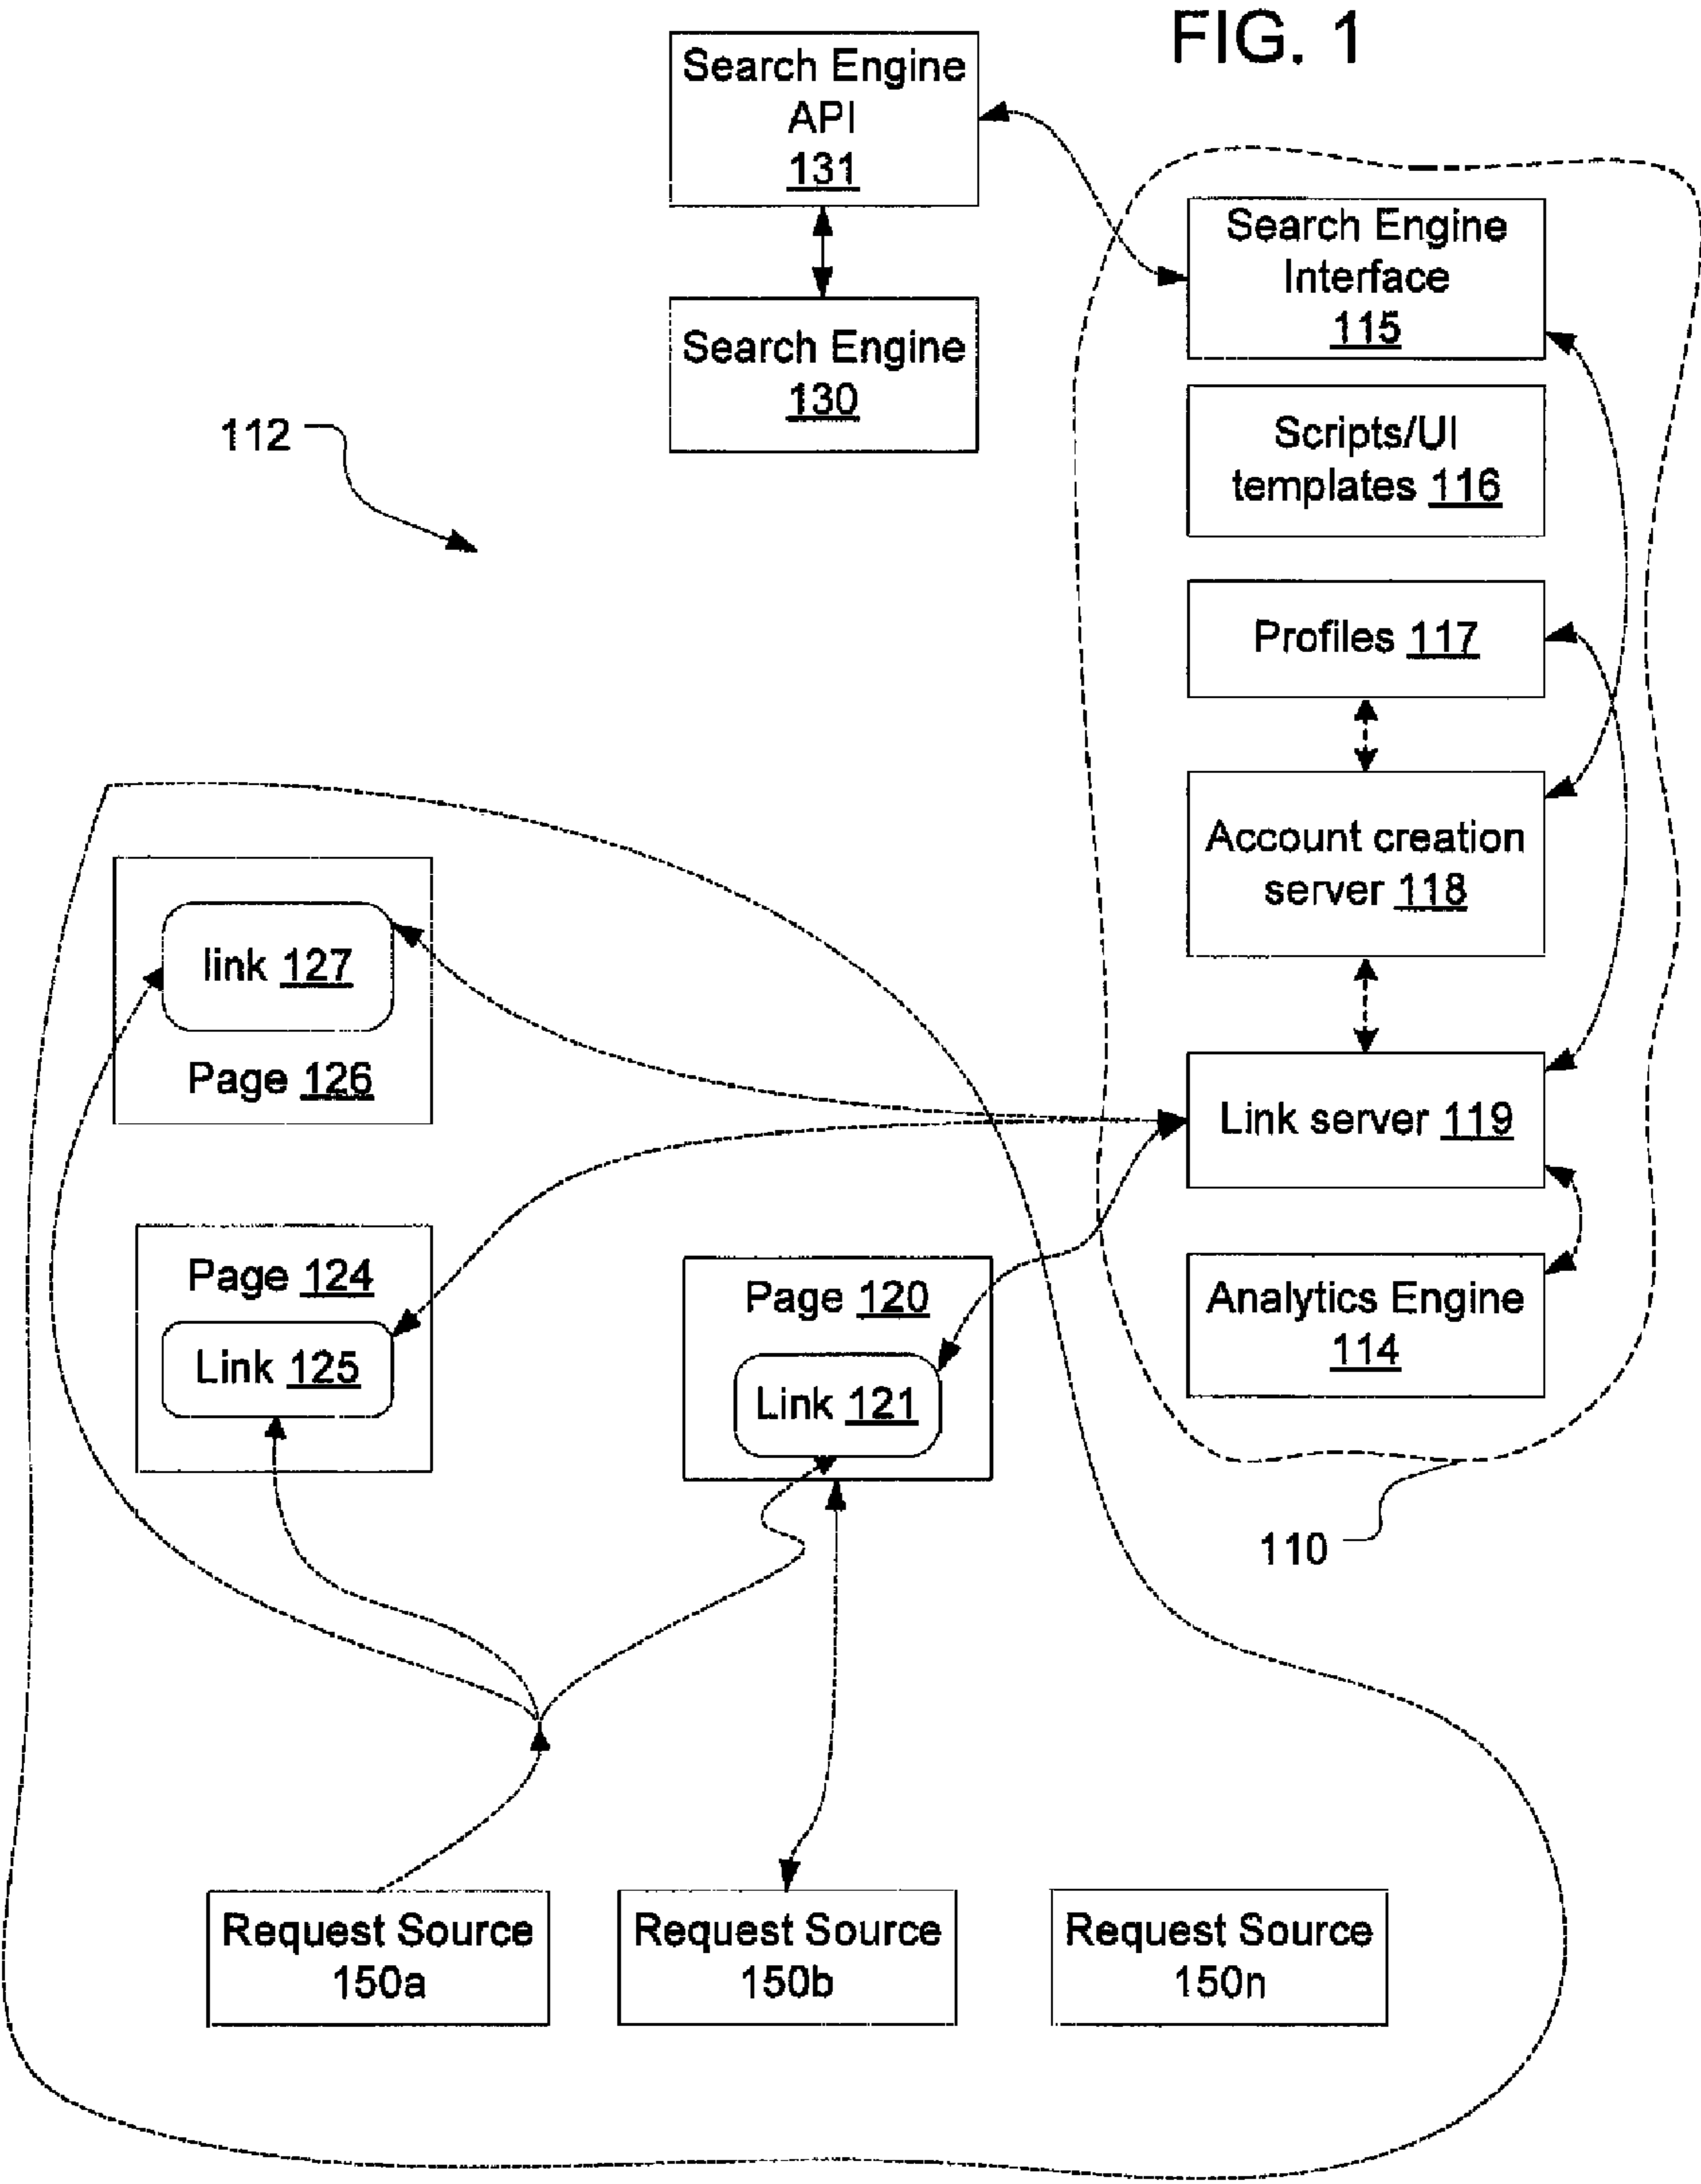 FIG. 1
Search Engine
API
131
Search Engine
Interface
115
Search Engine
130
112
Scripts/UI
templates 116
Profiles 117
Account creation
server 118
link 127
Page 126
Link server 119
Page 124
Link 125
Page 120
Link 121
Analytics Engine
114
110
Request Source
150a
Request Source
150b
Request Source
150n